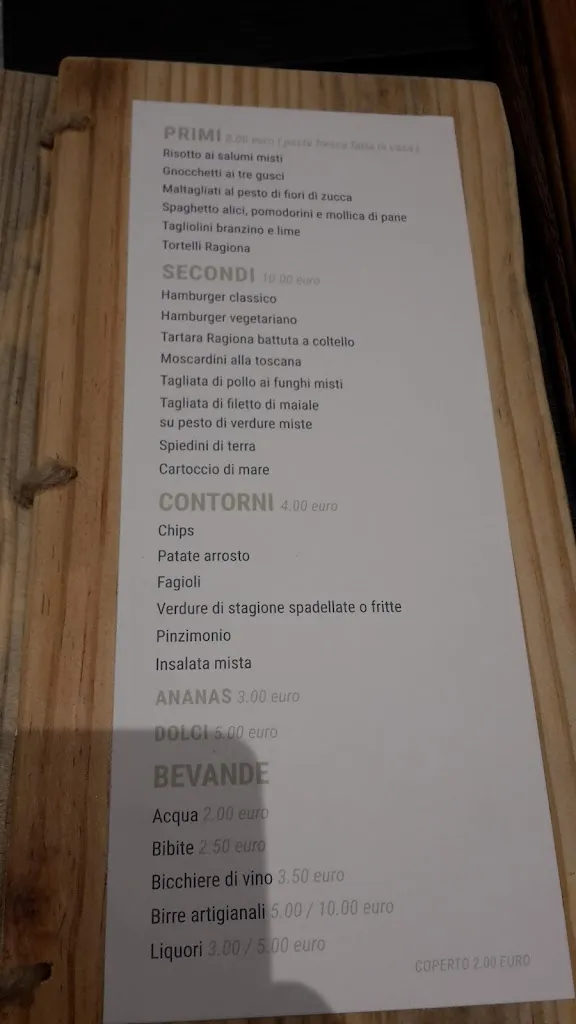 PRIMI 8.00 euro ( pasta fresca fatta in casa )
Risotto ai salumi misti
Gnocchetti ai tre gusci
Maltagliati al pesto di fiori di zucca
Spaghetto alici, pomodorini e mollica di pane
Tagliolini branzino e lime
Tortelli Ragiona
SECONDI 10.00 euro
Hamburger classico
Hamburger vegetariano
Tartara Ragiona battuta a coltello
Moscardini alla toscana
Tagliata di pollo ai funghi misti
Tagliata di filetto di maiale
su pesto di verdure miste
Spiedini di terra
Cartoccio di mare
CONTORNI 4.00 euro
Chips
Patate arrosto
Fagioli
Verdure di stagione spadellate o fritte
Pinzimonio
Insalata mista
ANANAS 3.00 euro
DOLCI 5.00 euro
BEVANDE
Acqua 2.00 euro
Bibite 2.50 euro
Bicchiere di vino 3.50 euro
Birre artigianali 5.00 / 10.00 euro
Liquori 3.00 / 5.00 euro
COPERTO 2.00 EURO